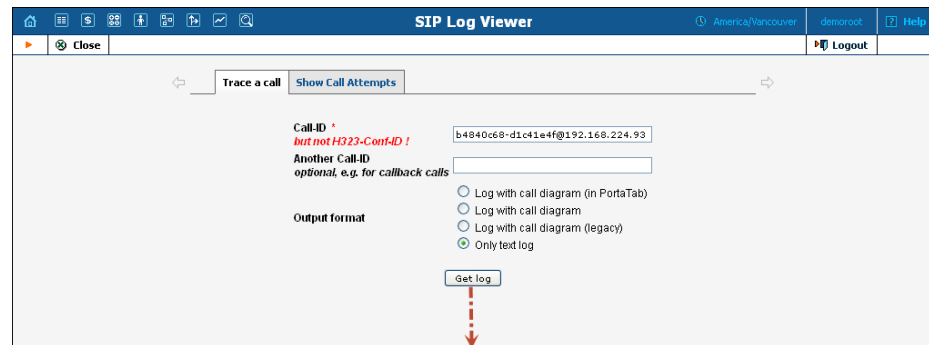 SIP Log Viewer
America/Vancouver
demoroot
? Help
Close
Logout
Trace a call
Show Call Attempts
Call-ID *
but not H323-Conf-ID !
b4840c68-d1c41e4f@192.168.224.93
Another Call-ID
optional, e.g. for callback calls
Output format
Log with call diagram (in PortaTab)
Log with call diagram
Log with call diagram (legacy)
Only text log
Get log